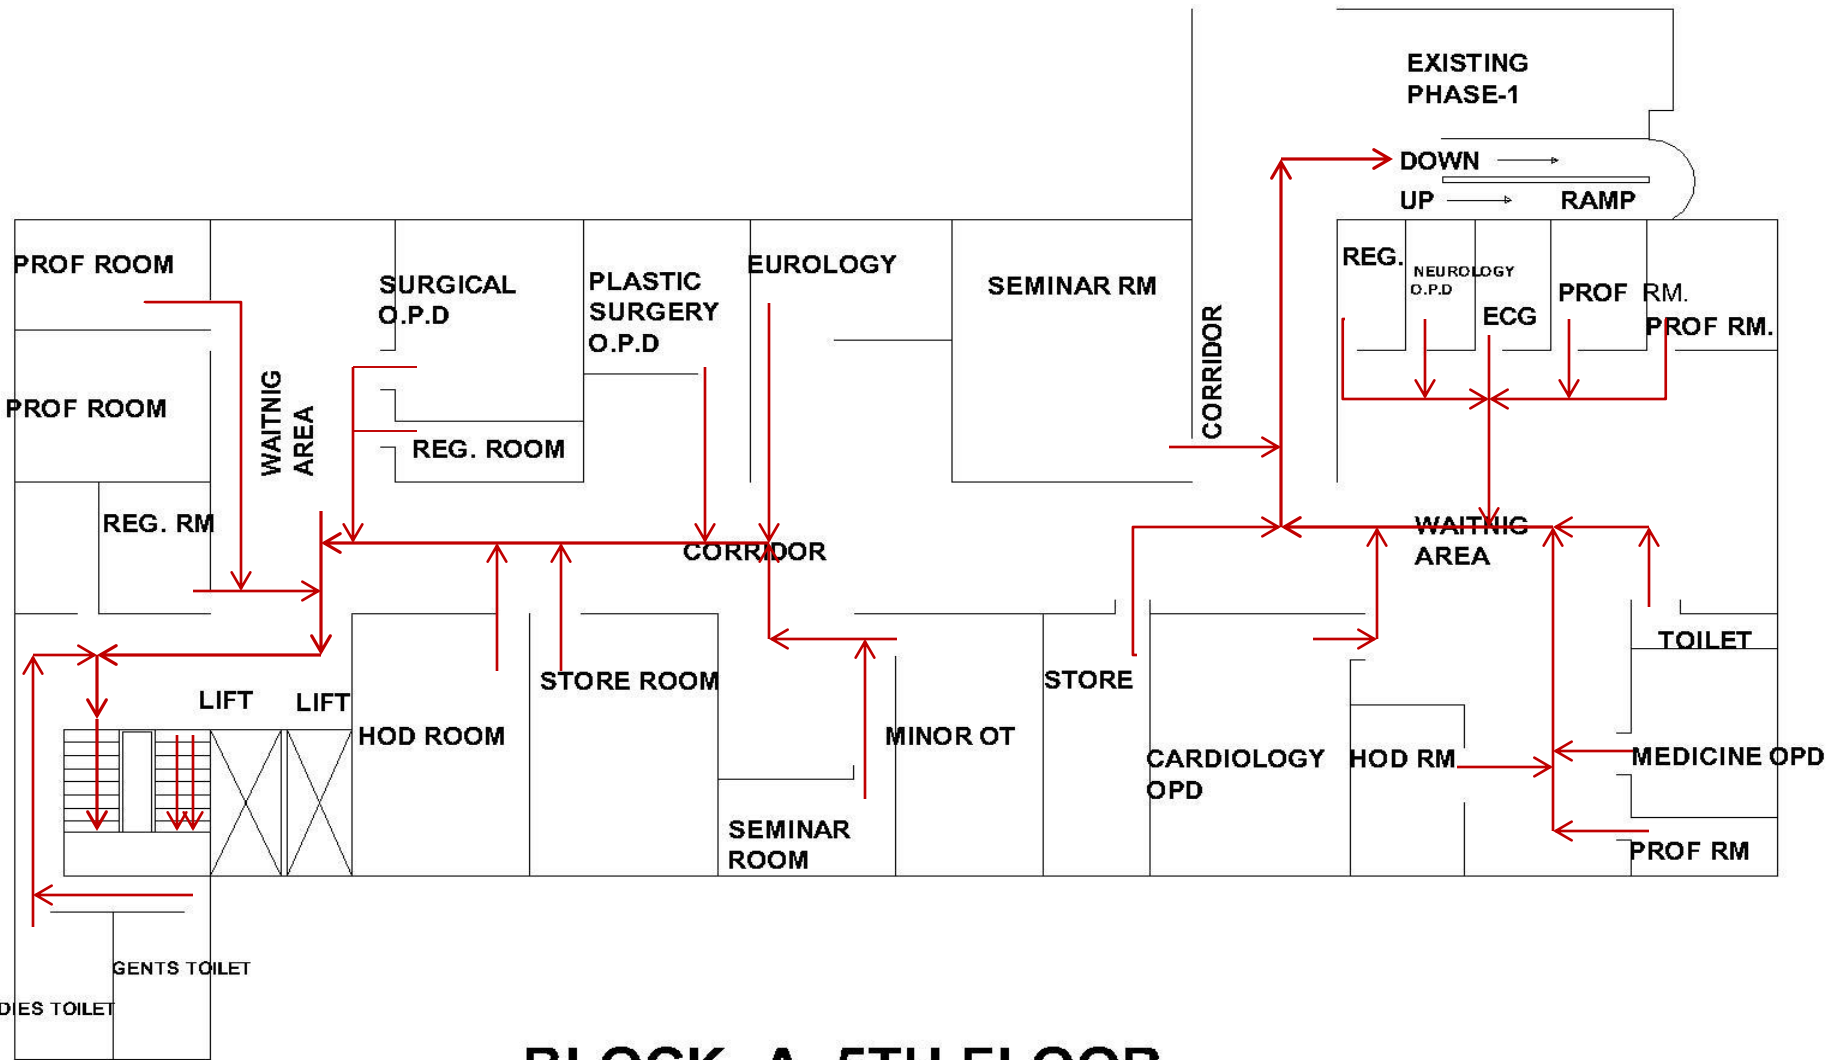 EXISTING
PHASE-1
DOWN
UP
RAMP
PROF ROOM
SURGICAL
O.P.D
PLASTIC
SURGERY
O.P.D
EUROLOGY
SEMINAR RM
CORRIDOR
REG.
NEUROLOGY
O.P.D
ECG
PROF RM.
PROF RM.
PROF ROOM
WAITNIG
AREA
REG. ROOM
REG. RM
CORRIDOR
WAITNIG
AREA
TOILET
LIFT
LIFT
HOD ROOM
STORE ROOM
MINOR OT
STORE
CARDIOLOGY
OPD
HOD RM
MEDICINE OPD
SEMINAR
ROOM
PROF RM
GENTS TOILET
DIES TOILET
BLOCK- A, 5TH FLOOR